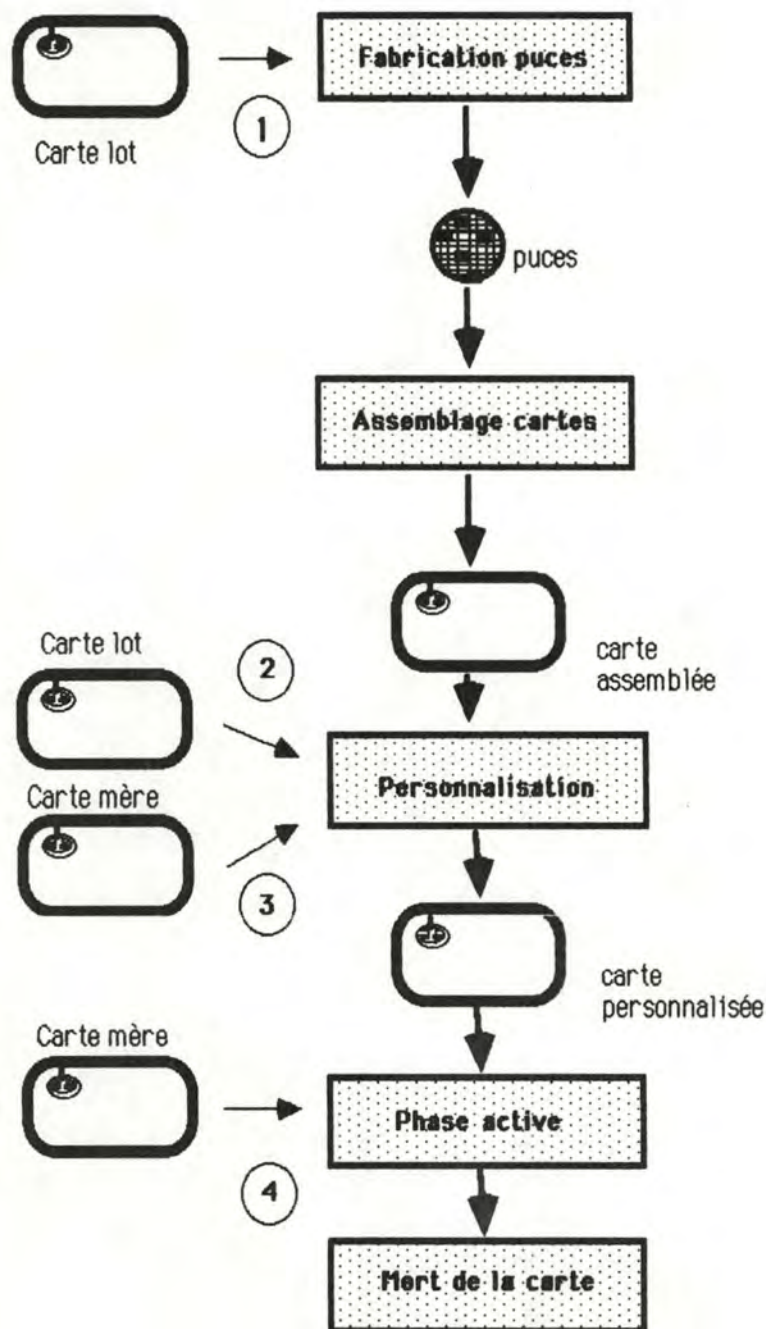 Fabrication puces
Carte lot
1
puces
Assemblage cartes
Carte lot
2
carte
assemblée
Personnalisation
Carte mère
3
carte
personnalisée
Carte mère
Phase active
4
Mort de la carte